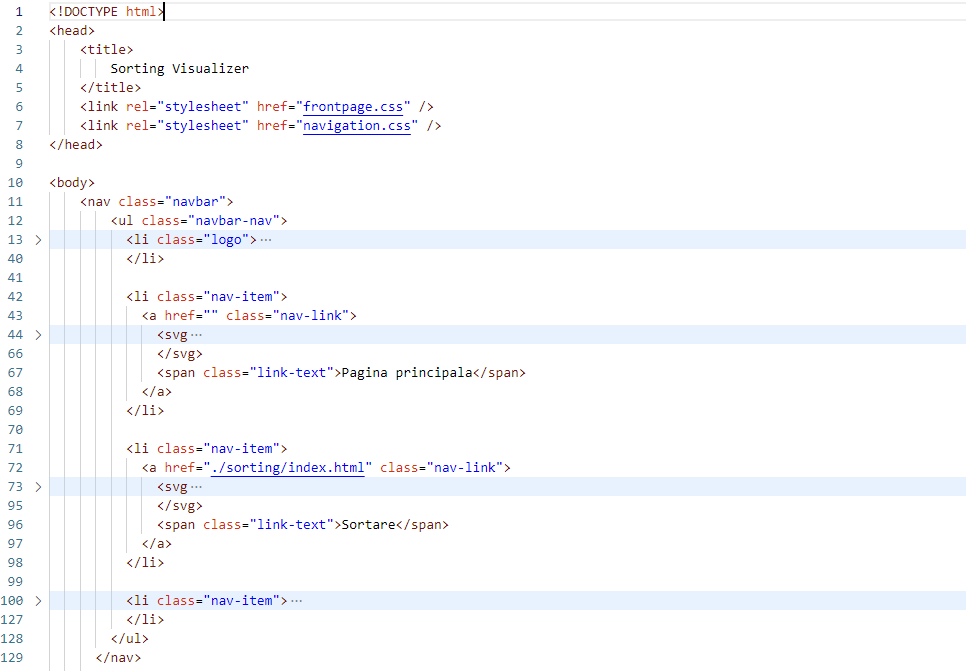 1 <!DOCTYPE html>
2 <head>
3 <title>
4 Sorting Visualizer
5 </title>
6 <link rel="stylesheet" href="frontpage.css" />
7 <link rel="stylesheet" href="navigation.css" />
8 </head>
9
10 <body>
11 <nav class="navbar">
12 <ul class="navbar-nav">
13 > <li class="logo">···
40 </li>
41
42 <li class="nav-item">
43 <a href="" class="nav-link">
44 > <svg···
66 </svg>
67 <span class="link-text">Pagina principala</span>
68 </a>
69 </li>
70
71 <li class="nav-item">
72 <a href="./sorting/index.html" class="nav-link">
73 > <svg···
95 </svg>
96 <span class="link-text">Sortare</span>
97 </a>
98 </li>
99
100 > <li class="nav-item">···
127 </li>
128 </ul>
129 </nav>